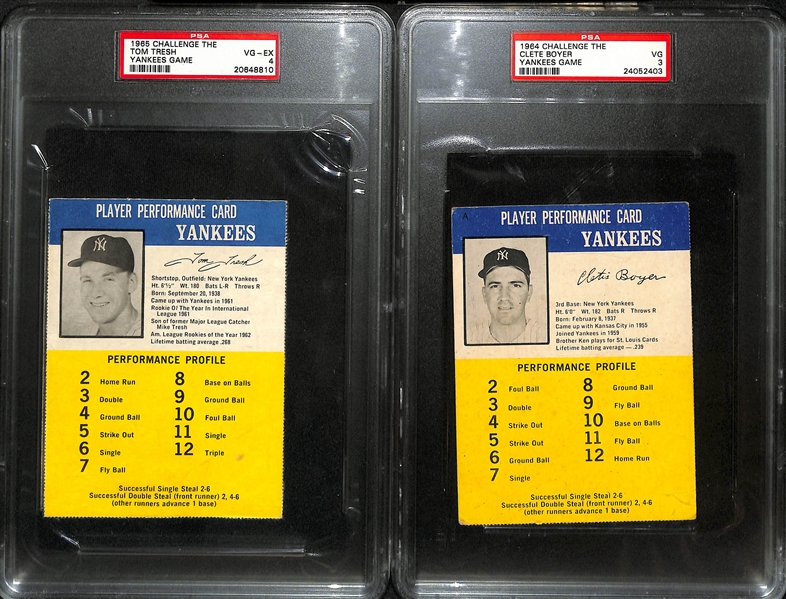 PSA
1965 CHALLENGE THE
TOM TRESH VG-EX
YANKEES GAME 4
20648810
PLAYER PERFORMANCE CARD
YANKEES
NY
Tom Tresh
Shortstop, Outfield: New York Yankees
Ht. 6'½" Wt. 180 Bats L-R Throws R
Born: September 20, 1938
Came up with Yankees in 1961
Rookie Of The Year In International
League 1961
Son of former Major League Catcher
Mike Tresh
Am. League Rookies of the Year 1962
Lifetime batting average .268
PERFORMANCE PROFILE
2 Home Run
3 Double
4 Ground Ball
5 Strike Out
6 Single
7 Fly Ball
8 Base on Balls
9 Ground Ball
10 Foul Ball
11 Single
12 Triple
Successful Single Steal 2-6
Successful Double Steal (front runner) 2, 4-6
(other runners advance 1 base)
PSA
1964 CHALLENGE THE
CLETE BOYER VG
YANKEES GAME 3
24052403
A
PLAYER PERFORMANCE CARD
YANKEES
NY
Cletis Boyer
3rd Base: New York Yankees
Ht. 6'0" Wt. 182 Bats R Throws R
Born: February 8, 1937
Came up with Kansas City in 1955
Joined Yankees in 1959
Brother Ken plays for St. Louis Cards
Lifetime batting average — .239
PERFORMANCE PROFILE
2 Foul Ball
3 Double
4 Strike Out
5 Strike Out
6 Ground Ball
7 Single
8 Ground Ball
9 Fly Ball
10 Base on Balls
11 Fly Ball
12 Home Run
Successful Single Steal 2-6
Successful Double Steal (front runner) 2, 4-6
(other runners advance 1 base)